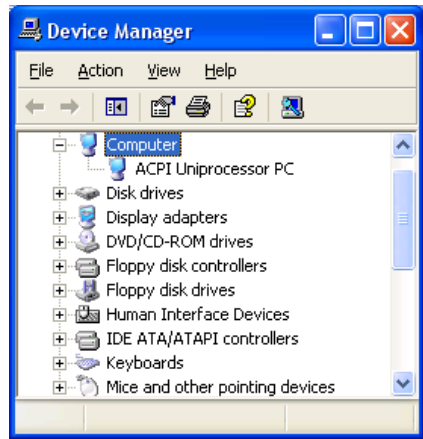 Device Manager
File Action View Help
Computer
ACPI Uniprocessor PC
Disk drives
Display adapters
DVD/CD-ROM drives
Floppy disk controllers
Floppy disk drives
Human Interface Devices
IDE ATA/ATAPI controllers
Keyboards
Mice and other pointing devices